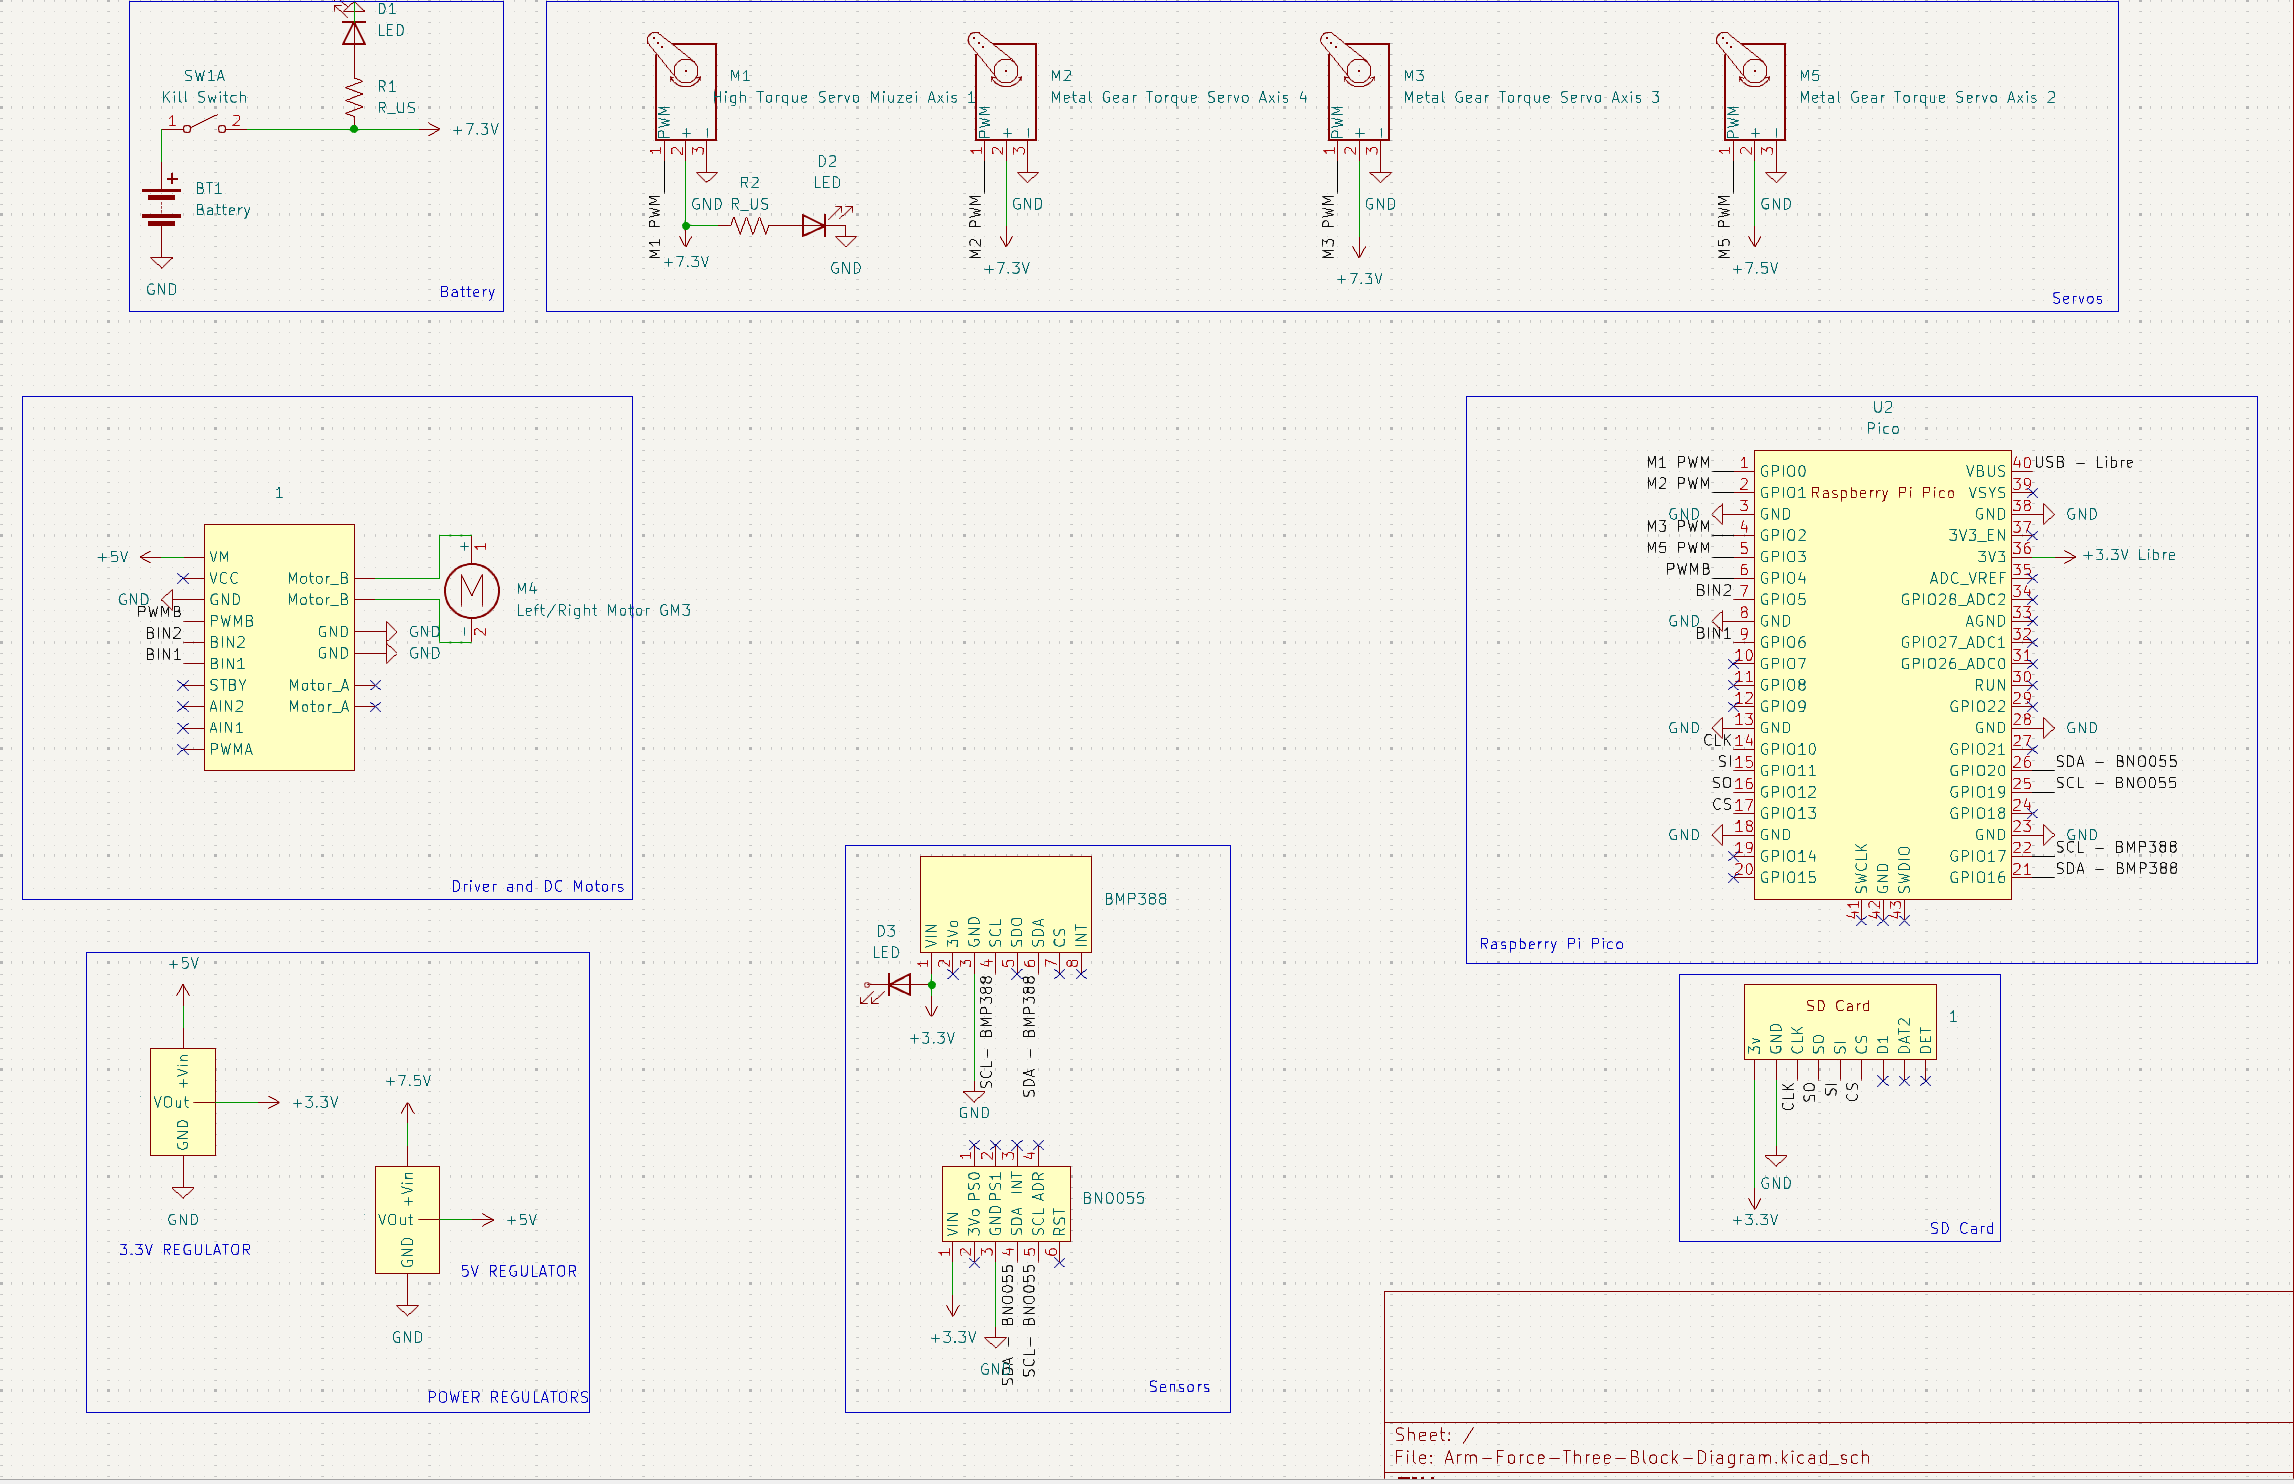 D1
LED
SW1A
Kill Switch
R1
R_US
1
2
+7.3V
+
BT1
Battery
GND
Battery
M1
High Torque Servo Miuzei Axis 1
PWM
+
-
1
2
3
M1 PWM
GND
R2
R_US
D2
LED
+7.3V
GND
M2
Metal Gear Torque Servo Axis 4
PWM
+
-
1
2
3
M2 PWM
GND
+7.3V
M3
Metal Gear Torque Servo Axis 3
PWM
+
-
1
2
3
M3 PWM
GND
+7.3V
M5
Metal Gear Torque Servo Axis 2
PWM
+
-
1
2
3
M5 PWM
GND
+7.5V
Servos
1
+5V
VM
VCC
GND
GND
PWMB
PWMB
BIN2
BIN2
BIN1
BIN1
STBY
AIN2
AIN1
PWMA
Motor_B
Motor_B
GND
GND
GND
GND
Motor_A
Motor_A
+
1
M
-
2
M4
Left/Right Motor GM3
Driver and DC Motors
U2
Pico
Raspberry Pi Pico
M1 PWM 1 GPIO0
M2 PWM 2 GPIO1
GND 3 GND
M3 PWM 4 GPIO2
M5 PWM 5 GPIO3
PWMB 6 GPIO4
BIN2 7 GPIO5
GND 8 GND
BIN1 9 GPIO6
10 GPIO7
11 GPIO8
12 GPIO9
GND 13 GND
CLK 14 GPIO10
SI 15 GPIO11
SO 16 GPIO12
CS 17 GPIO13
GND 18 GND
19 GPIO14
20 GPIO15
VBUS 40 USB - Libre
VSYS 39
GND 38 GND
3V3_EN 37
3V3 36 +3.3V Libre
ADC_VREF 35
GPIO28_ADC2 34
AGND 33
GPIO27_ADC1 32
GPIO26_ADC0 31
RUN 30
GPIO22 29
GND 28 GND
GPIO21 27
GPIO20 26 SDA - BNO055
GPIO19 25 SCL - BNO055
GPIO18 24
GND 23 GND
GPIO17 22 SCL - BMP388
GPIO16 21 SDA - BMP388
SWCLK
GND
SWDIO
41
42
43
Raspberry Pi Pico
+5V
+Vin
VOut
GND
+3.3V
GND
3.3V REGULATOR
+7.5V
+Vin
VOut
GND
+5V
GND
5V REGULATOR
POWER REGULATORS
BMP388
VIN
3Vo
GND
SCL
SDO
SDA
CS
INT
1
2
3
4
5
6
7
8
D3
LED
+3.3V
SCL- BMP388
SDA - BMP388
GND
1
2
3
4
PS0
PS1
INT
ADR
BNO055
VIN
3Vo
GND
SDA
SCL
RST
1
2
3
4
5
6
+3.3V
GND
SDA - BNO055
SCL- BNO055
Sensors
SD Card
1
3v
GND
CLK
SO
SI
CS
D1
DAT2
DET
CLK
SO
SI
CS
GND
+3.3V
SD Card
Sheet: /
File: Arm-Force-Three-Block-Diagram.kicad_sch